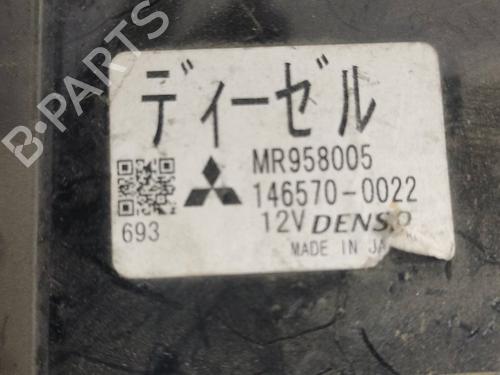 ディーゼル
MR958005
146570-0022
12V DENSO
693
MADE IN JA
B-PARTS